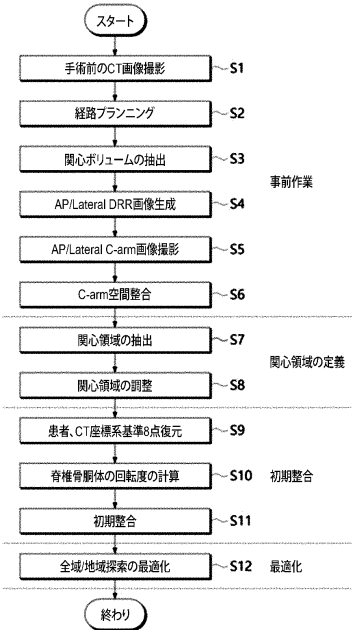 スタート
手術前のCT画像撮影 S1
経路プランニング S2
関心ボリュームの抽出 S3
事前作業
AP/Lateral DRR画像生成 S4
AP/Lateral C-arm画像撮影 S5
C-arm空間整合 S6
関心領域の抽出 S7
関心領域の定義
関心領域の調整 S8
患者、CT座標系基準8点復元 S9
脊椎骨胴体の回転度の計算 S10 初期整合
初期整合 S11
全域/地域探索の最適化 S12 最適化
終わり